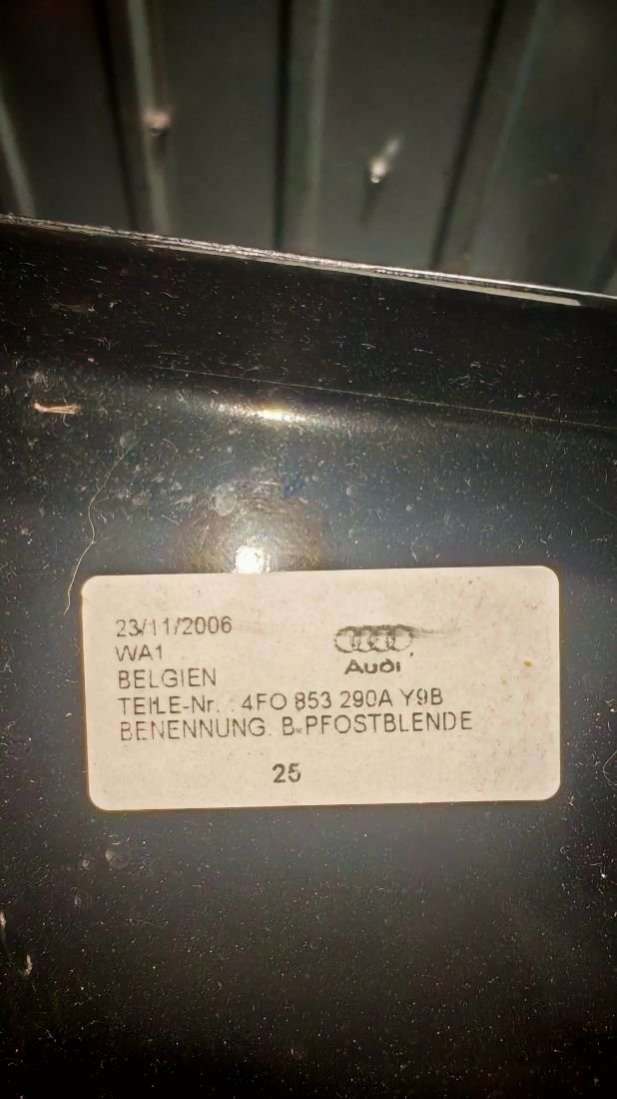 23/11/2006
WA1
BELGIEN
Audi
TEILE-Nr. : 4FO 853 290A Y9B
BENENNUNG: B-PFOSTBLENDE
25